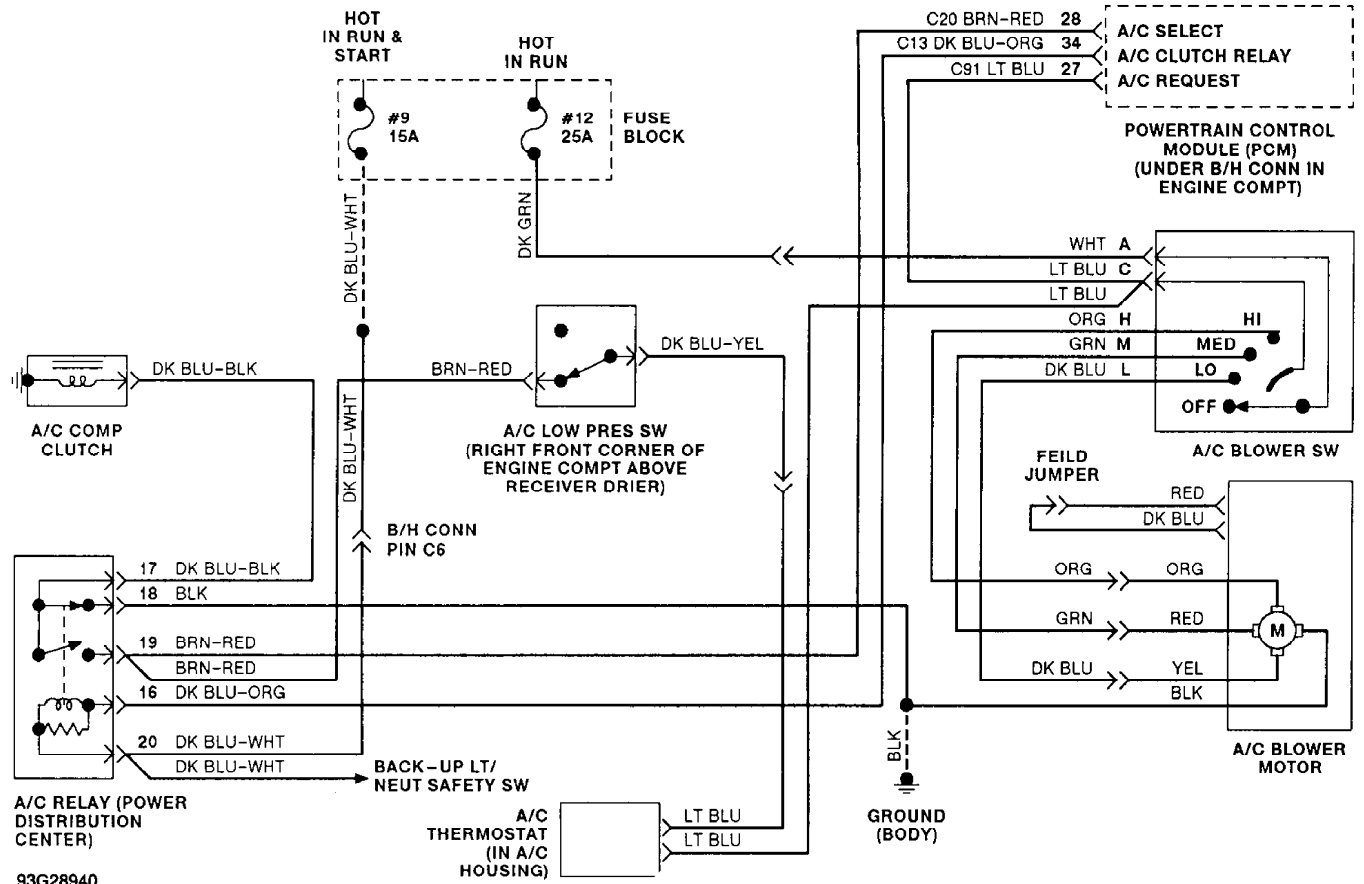 HOT
IN RUN &
START
HOT
IN RUN
#9
15A
#12
25A
FUSE
BLOCK
C20 BRN-RED 28
C13 DK BLU-ORG 34
C91 LT BLU 27
A/C SELECT
A/C CLUTCH RELAY
A/C REQUEST
POWERTRAIN CONTROL
MODULE (PCM)
(UNDER B/H CONN IN
ENGINE COMPT)
DK BLU-WHT
DK GRN
WHT A
LT BLU C
LT BLU
ORG H
GRN M
DK BLU L
HI
MED
LO
OFF
A/C BLOWER SW
DK BLU-BLK
A/C COMP
CLUTCH
BRN-RED
DK BLU-YEL
A/C LOW PRES SW
(RIGHT FRONT CORNER OF
ENGINE COMPT ABOVE
RECEIVER DRIER)
DK BLU-WHT
B/H CONN
PIN C6
FEILD
JUMPER
RED
DK BLU
ORG
ORG
GRN
RED
DK BLU
YEL
BLK
M
A/C BLOWER
MOTOR
17 DK BLU-BLK
18 BLK
19 BRN-RED
BRN-RED
16 DK BLU-ORG
20 DK BLU-WHT
DK BLU-WHT
BACK-UP LT/
NEUT SAFETY SW
A/C RELAY (POWER
DISTRIBUTION
CENTER)
A/C
THERMOSTAT
(IN A/C
HOUSING)
LT BLU
LT BLU
BLK
GROUND
(BODY)
93G28940